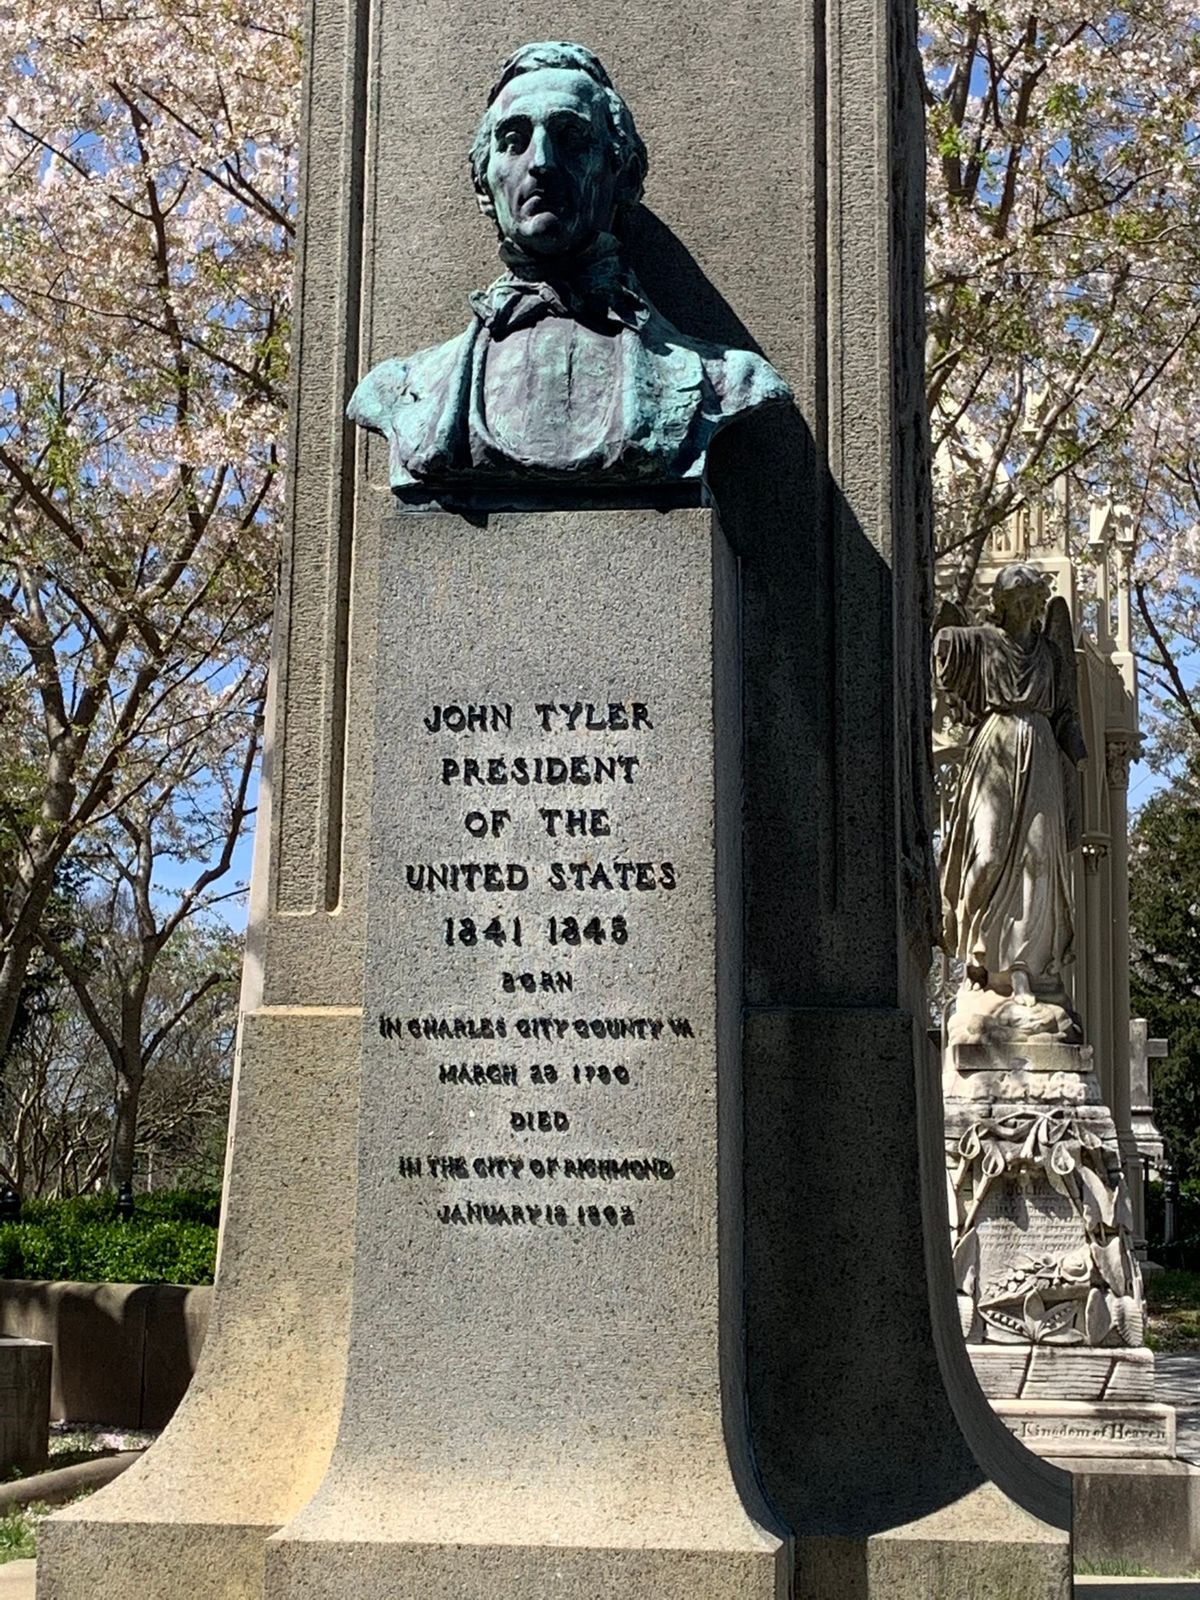 JOHN TYLER
PRESIDENT
OF THE
UNITED STATES
1841 1845
BORN
IN CHARLES CITY COUNTY VA
MARCH 29 1790
DIED
IN THE CITY OF RICHMOND
JANUARY 18 1862
Kingdom of Heaven